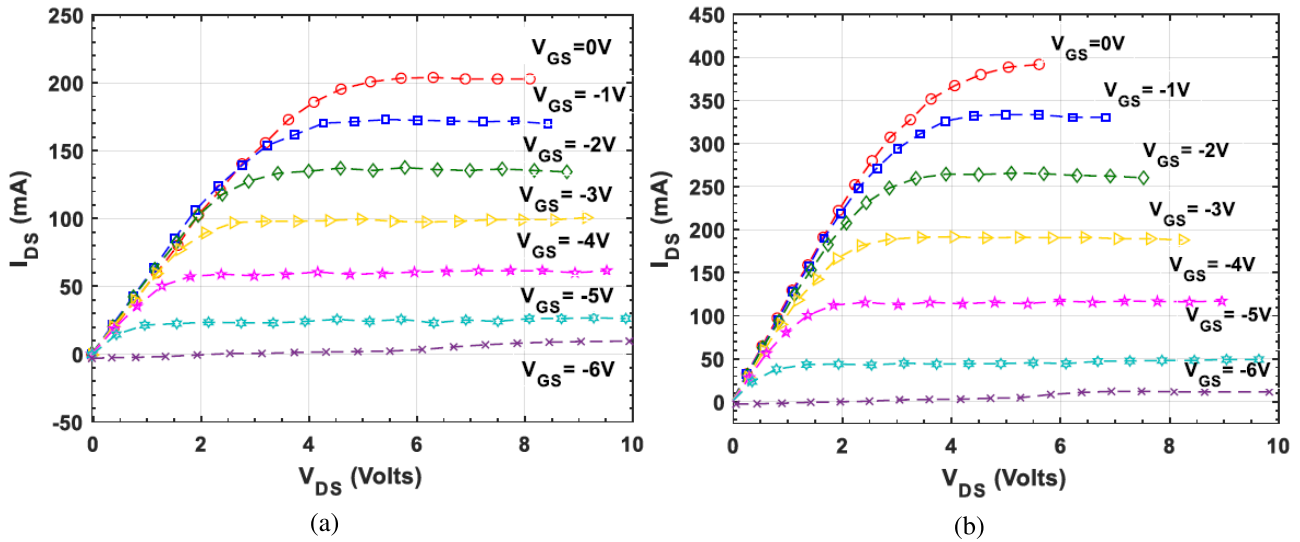 250
200
150
100
50
0
-50
0
2
4
6
8
10
I_DS (mA)
V_DS (Volts)
V_GS=0V
V_GS= -1V
V_GS= -2V
V_GS= -3V
V_GS= -4V
V_GS= -5V
V_GS= -6V
(a)
450
400
350
300
250
200
150
100
50
0
0
2
4
6
8
10
I_DS (mA)
V_DS (Volts)
V_GS=0V
V_GS= -1V
V_GS= -2V
V_GS= -3V
V_GS= -4V
V_GS= -5V
V_GS= -6V
(b)